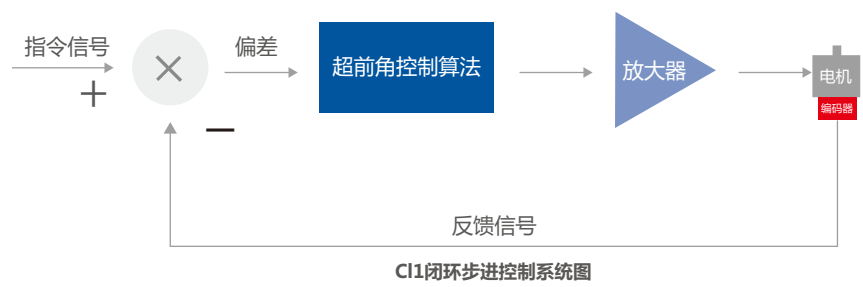 指令信号
偏差
超前角控制算法
放大器
电机
编码器
+
×
−
反馈信号
Cl1闭环步进控制系统图